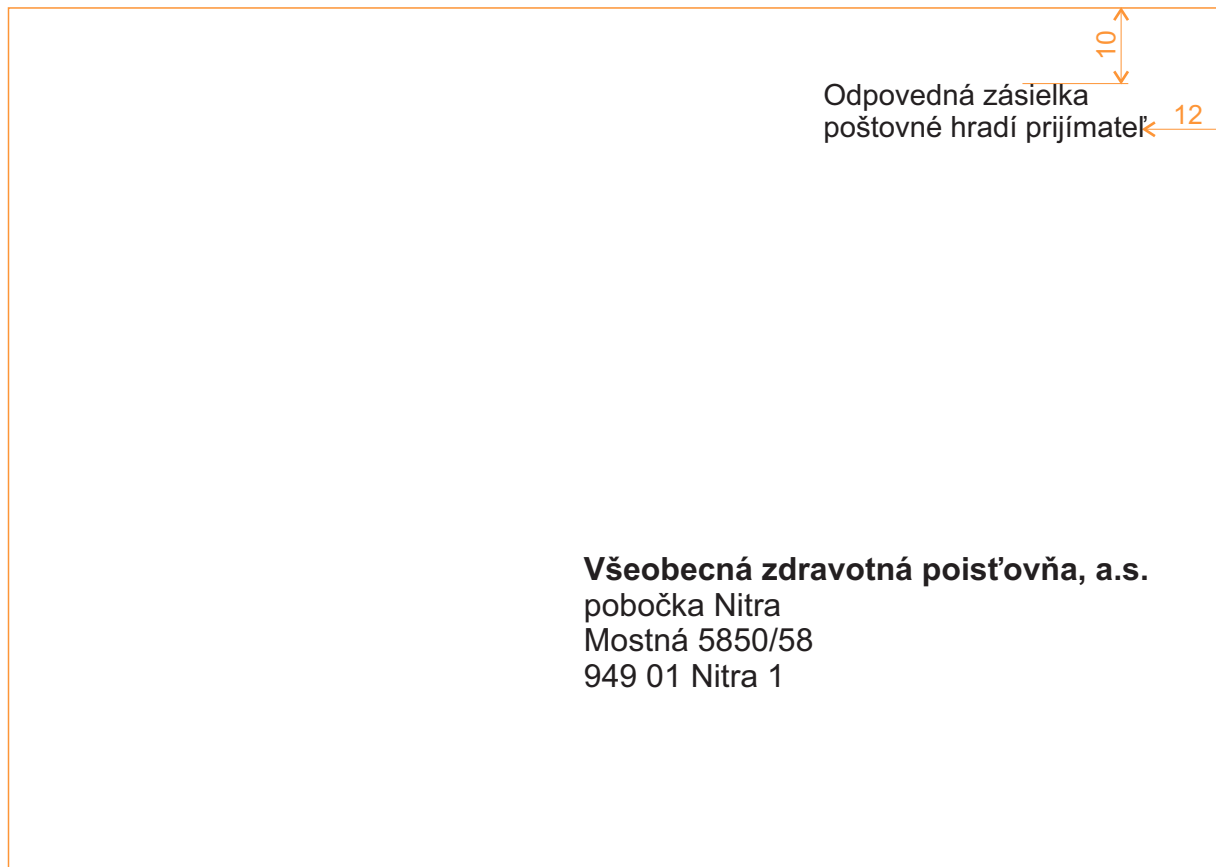 10
Odpovedná zásielka
poštovné hradí prijímateľ
12
Všeobecná zdravotná poisťovňa, a.s.
pobočka Nitra
Mostná 5850/58
949 01 Nitra 1